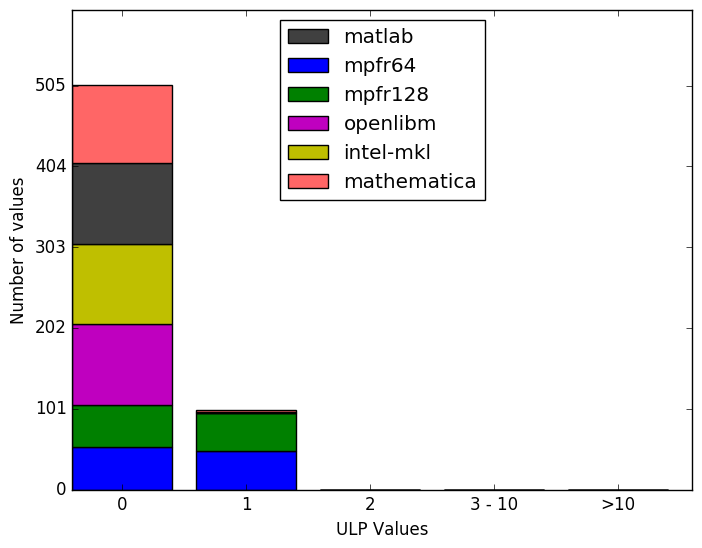 matlab
mpfr64
mpfr128
openlibm
intel-mkl
mathematica
505
404
303
202
101
0
Number of values
0 1 2 3 - 10 >10
ULP Values